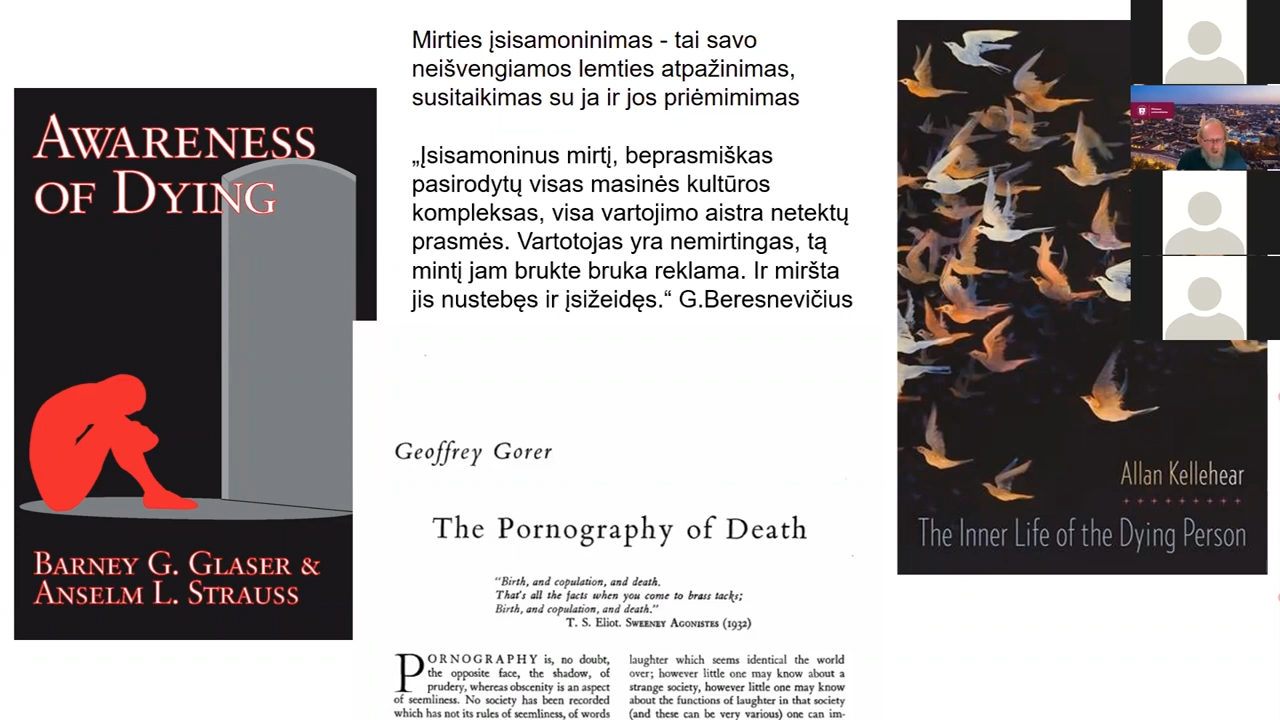 AWARENESS
OF DYING
BARNEY G. GLASER &
ANSELM L. STRAUSS
Mirties įsisamoninimas - tai savo
neišvengiamos lemties atpažinimas,
susitaikimas su ja ir jos priėmimimas
„Įsisamoninus mirtį, beprasmiškas
pasirodytų visas masinės kultūros
kompleksas, visa vartojimo aistra netektų
prasmės. Vartotojas yra nemirtingas, tą
mintį jam brukte bruka reklama. Ir miršta
jis nustebęs ir įsižeidęs.“ G.Beresnevičius
Geoffrey Gorer
The Pornography of Death
"Birth, and copulation, and death.
That's all the facts when you come to brass tacks;
Birth, and copulation, and death."
T. S. Eliot. SWEENEY AGONISTES (1932)
PORNOGRAPHY is, no doubt,
the opposite face, the shadow, of
prudery, whereas obscenity is an aspect
of seemliness. No society has been recorded
which has not its rules of seemliness, of words
laughter which seems identical the world
over; however little one may know about a
strange society, however little one may know
about the functions of laughter in that society
(and these can be very various) one can im-
Allan Kellehear
The Inner Life of the Dying Person